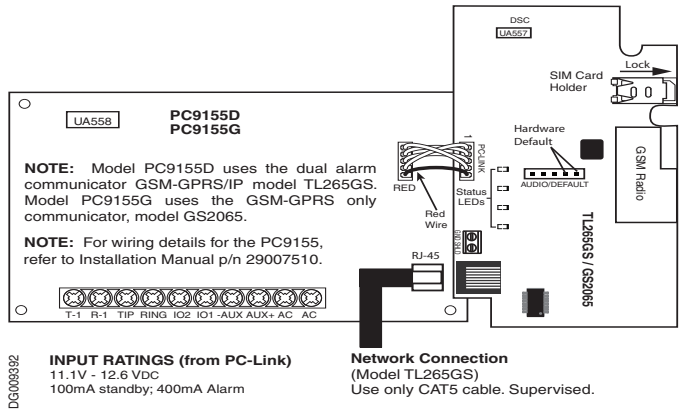 DSC
UA557
Lock
SIM Card
Holder
UA558
PC9155D
PC9155G
Hardware
Default
1
PC-LINK
RED
Red
Wire
Status
LEDs
AUDIO/DEFAULT
GSM Radio
TL265GS / GS2065
GND SHLD
RJ-45
NOTE: Model PC9155D uses the dual alarm
communicator GSM-GPRS/IP model TL265GS.
Model PC9155G uses the GSM-GPRS only
communicator, model GS2065.
NOTE: For wiring details for the PC9155,
refer to Installation Manual p/n 29007510.
T-1 R-1 TIP RING IO2 IO1 -AUX AUX+ AC AC
DG009392
INPUT RATINGS (from PC-Link)
11.1V - 12.6 VDC
100mA standby; 400mA Alarm
Network Connection
(Model TL265GS)
Use only CAT5 cable. Supervised.